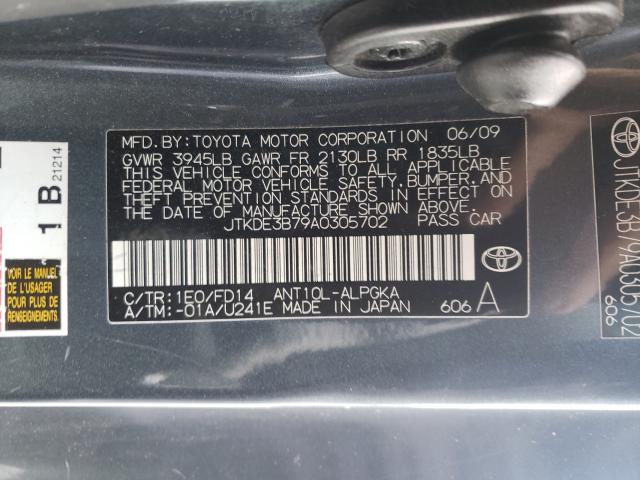 MFD.BY:TOYOTA MOTOR CORPORATION 06/09
GVWR 3945LB GAWR FR 2130LB RR 1835LB
THIS VEHICLE CONFORMS TO ALL APPLICABLE
FEDERAL MOTOR VEHICLE SAFETY,BUMPER,AND
THEFT PREVENTION STANDARDS IN EFFECT ON
THE DATE OF MANUFACTURE SHOWN ABOVE.
JTKDE3B79A0305702 PASS CAR
C/TR:1E0/FD14 ANT10L-ALPGKA
A/TM:-01A/U241E MADE IN JAPAN 606 A
1 B 21214
VOIR LE MANUEL
DE L'USAGER
POUR PLUS DE
RENSEIGNEMENTS.
JTKDE3B79A0305702
606